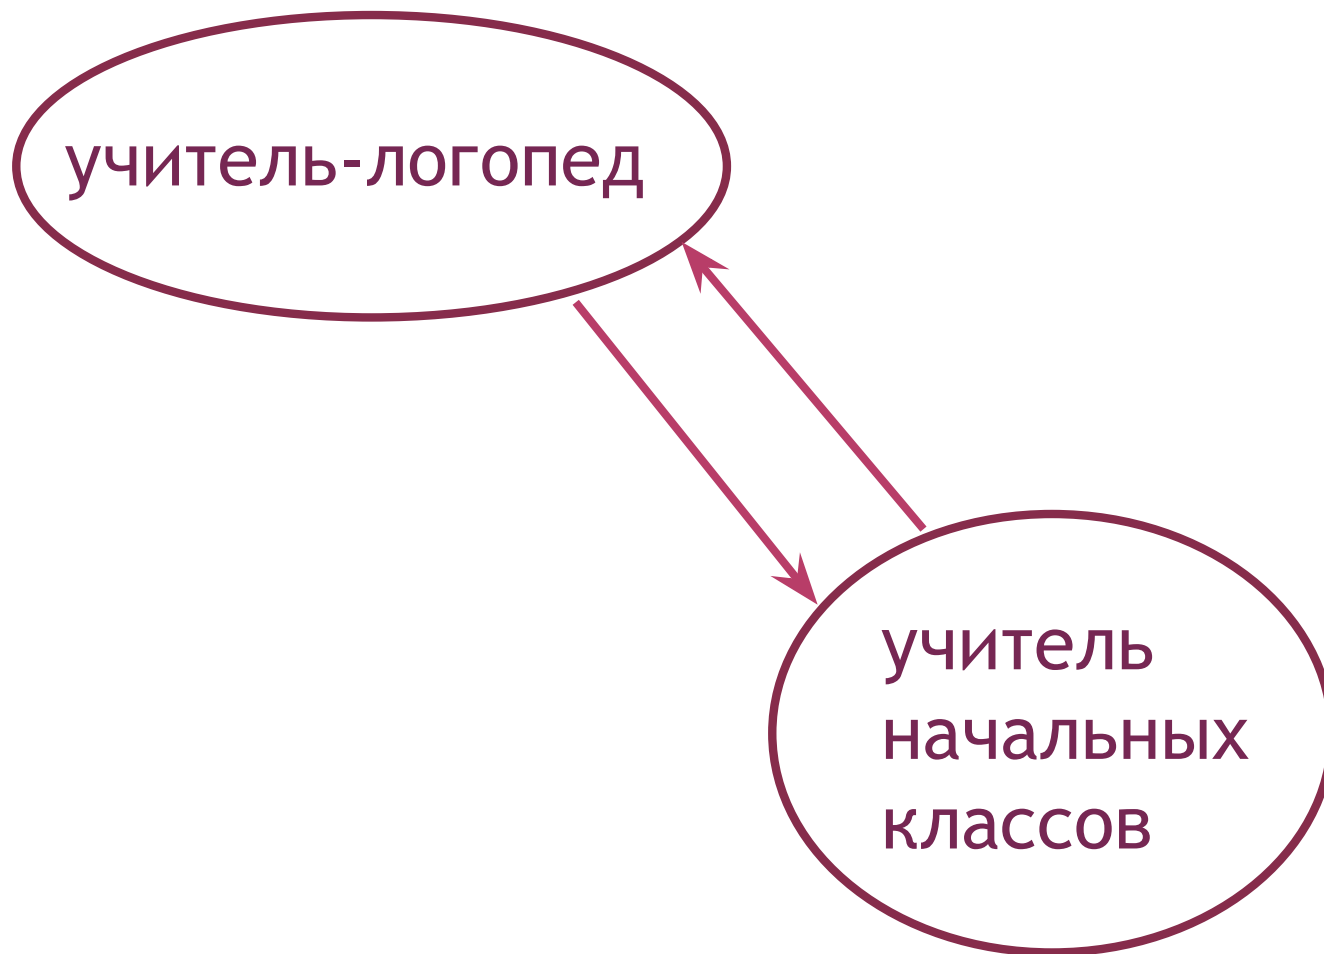 учитель-логопед
учитель
начальных
классов